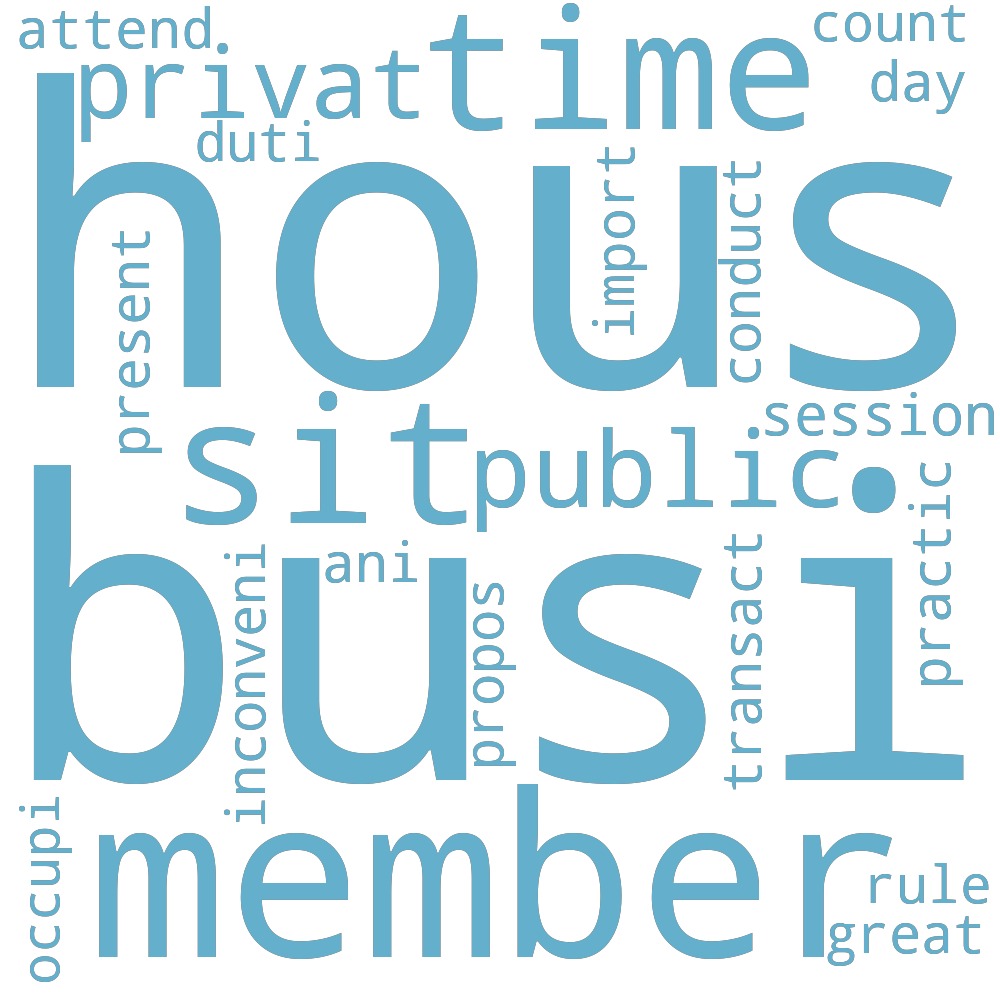 attend
count
privat
time
day
duti
hous
import
conduct
present
sit
public
session
busi
ani
inconveni
propos
transact
practic
member
occupi
rule
great